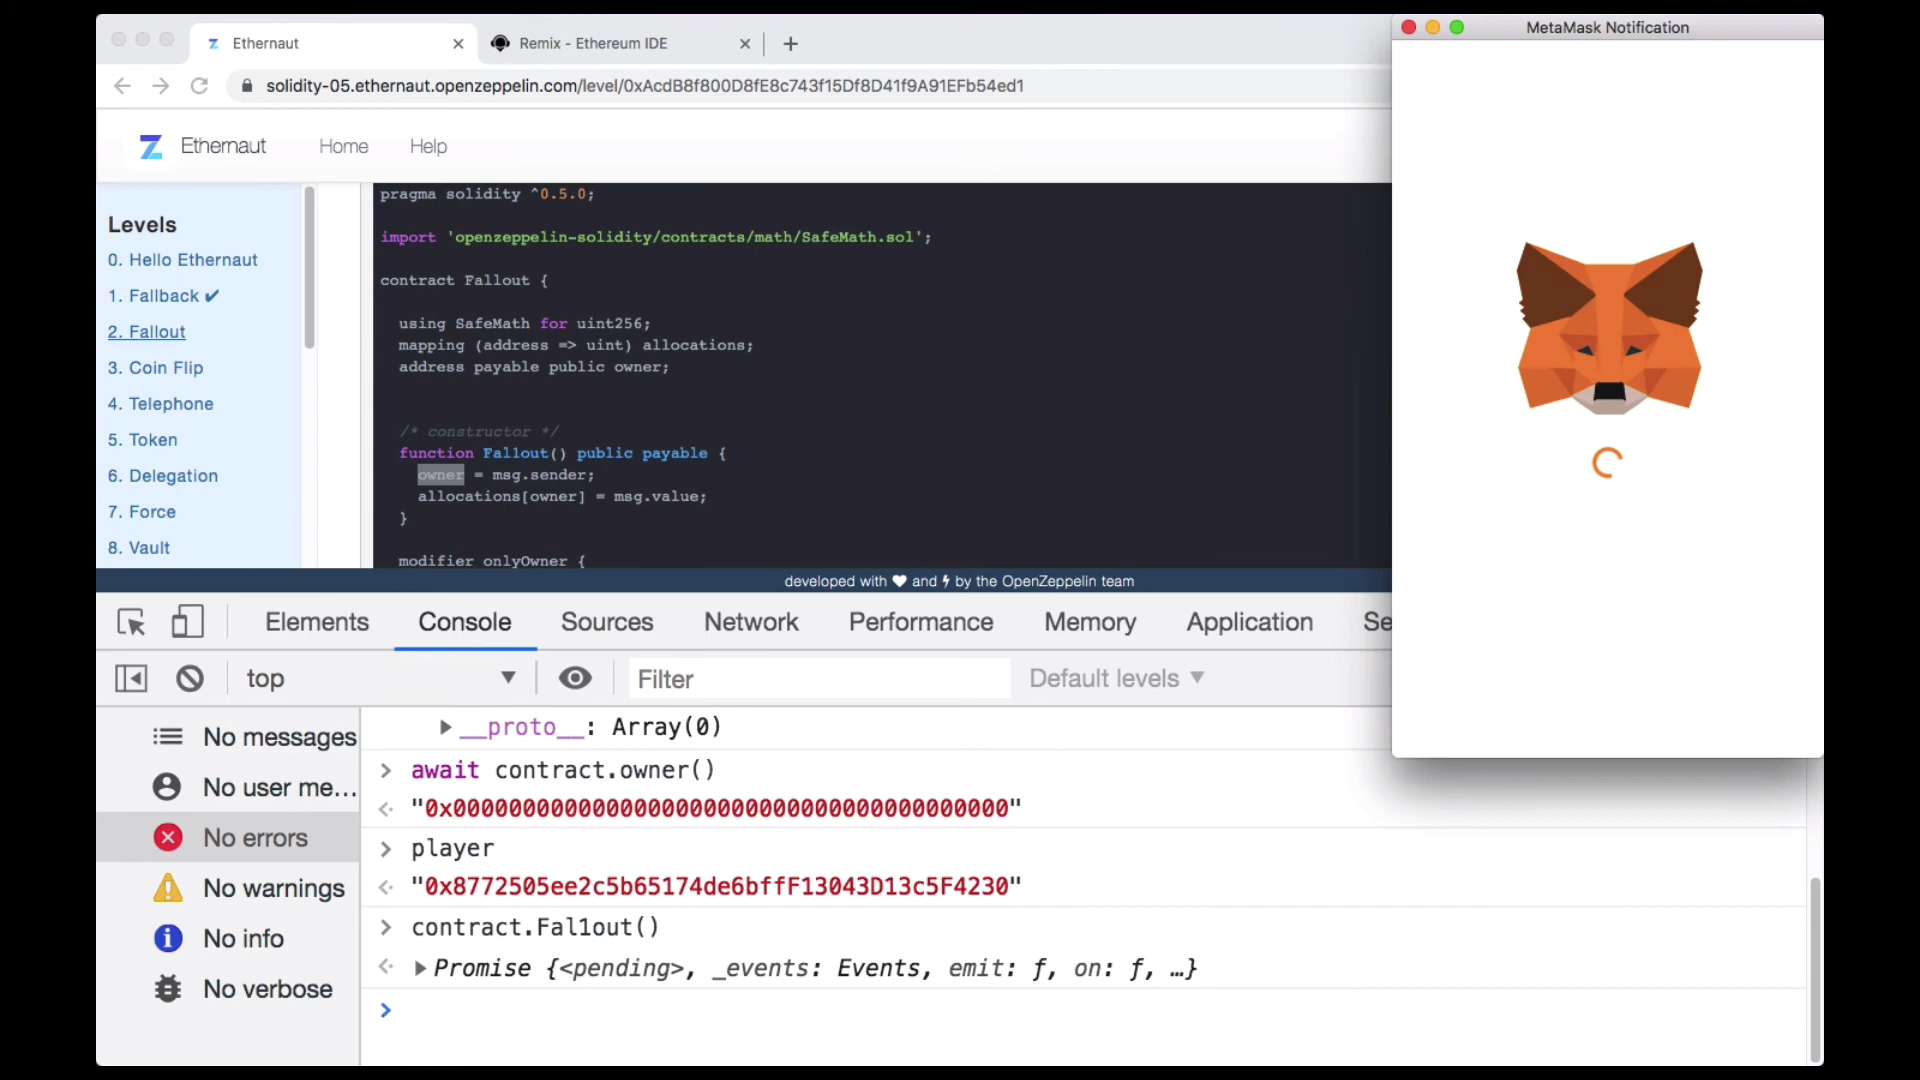 Ethernaut
Remix - Ethereum IDE
MetaMask Notification
solidity-05.ethernaut.openzeppelin.com/level/0xAcdB8f800D8fE8c743f15Df8D41f9A91EFb54ed1
Ethernaut
Home
Help
Levels
0. Hello Ethernaut
1. Fallback ✔
2. Fallout
3. Coin Flip
4. Telephone
5. Token
6. Delegation
7. Force
8. Vault
pragma solidity ^0.5.0;
import 'openzeppelin-solidity/contracts/math/SafeMath.sol';
contract Fallout {
using SafeMath for uint256;
mapping (address => uint) allocations;
address payable public owner;
/* constructor */
function Fal1out() public payable {
owner = msg.sender;
allocations[owner] = msg.value;
}
modifier onlyOwner {
developed with ❤ and ⚡ by the OpenZeppelin team
Elements
Console
Sources
Network
Performance
Memory
Application
Se
top
Filter
Default levels
No messages
No user me...
No errors
No warnings
No info
No verbose
__proto__: Array(0)
await contract.owner()
"0x0000000000000000000000000000000000000000"
player
"0x8772505ee2c5b65174de6bffF13043D13c5F4230"
contract.Fal1out()
Promise {<pending>, _events: Events, emit: ƒ, on: ƒ, …}